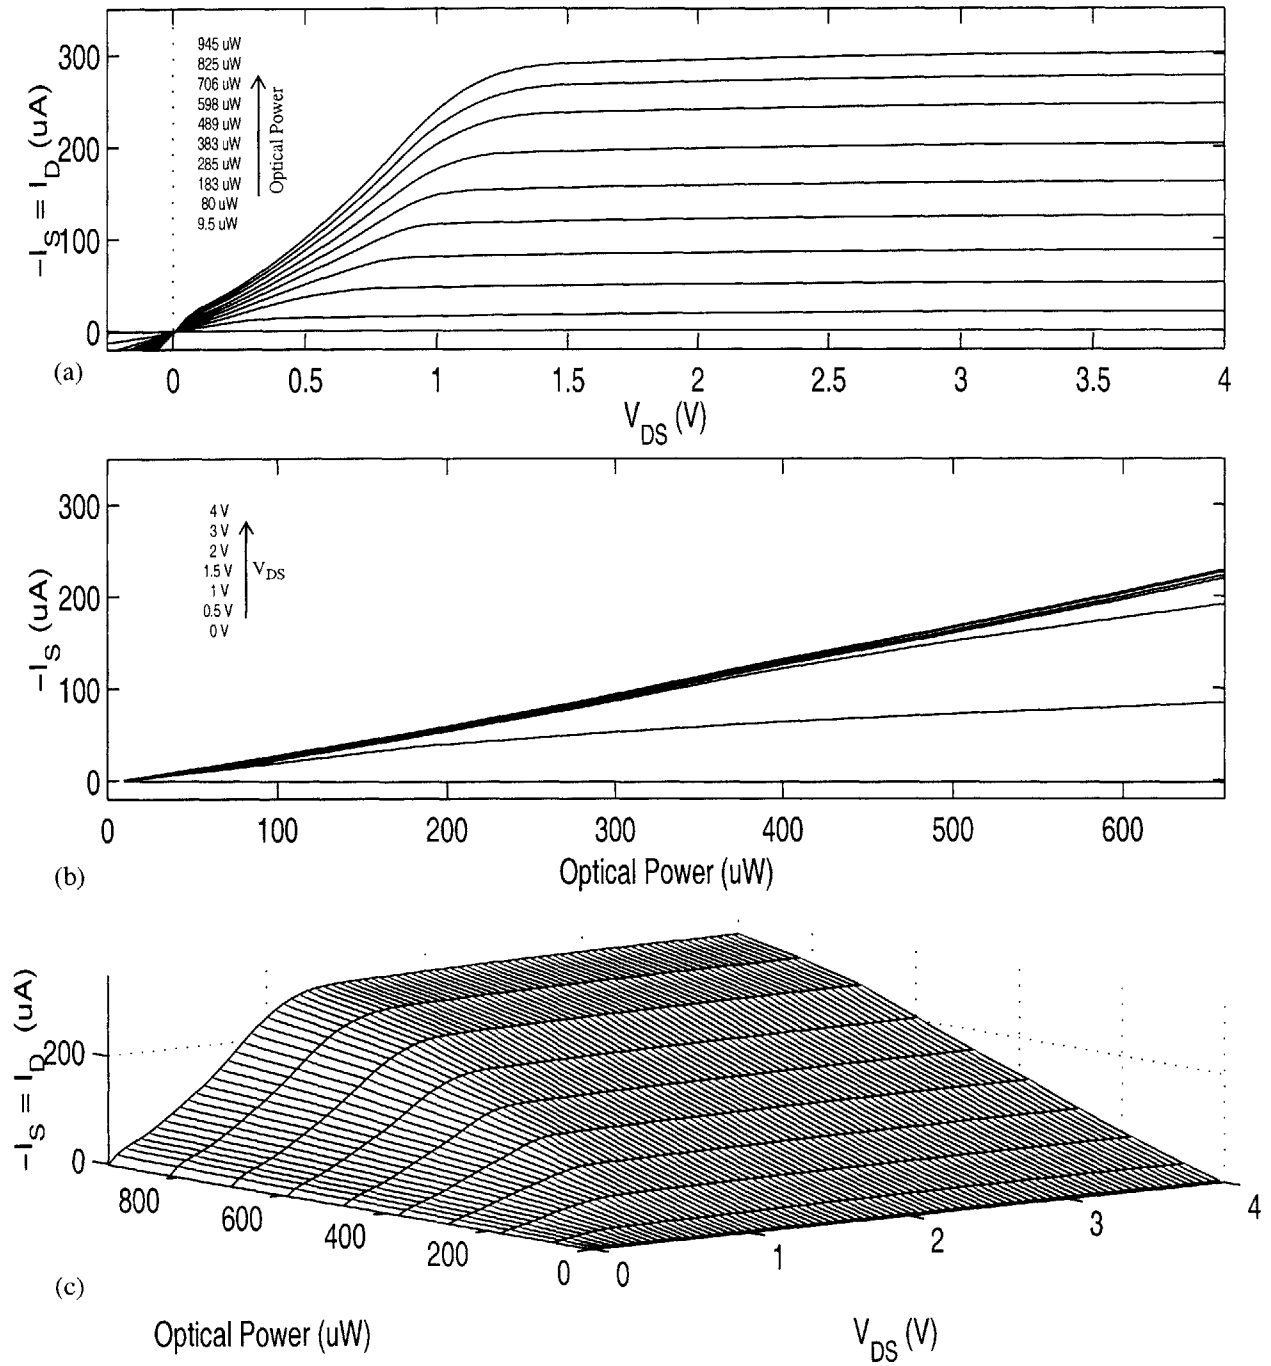 945 uW
825 uW
706 uW
598 uW
489 uW
383 uW
285 uW
183 uW
80 uW
9.5 uW
Optical Power
300
200
100
0
−I_S = I_D (uA)
(a)
0 0.5 1 1.5 2 2.5 3 3.5 4
V_DS (V)
4 V
3 V
2 V
1.5 V
1 V
0.5 V
0 V
V_DS
300
200
100
0
−I_S (uA)
0 100 200 300 400 500 600
(b)
Optical Power (uW)
−I_S = I_D (uA)
200
0
800 600 400 200 0
0 1 2 3 4
(c)
Optical Power (uW)
V_DS (V)